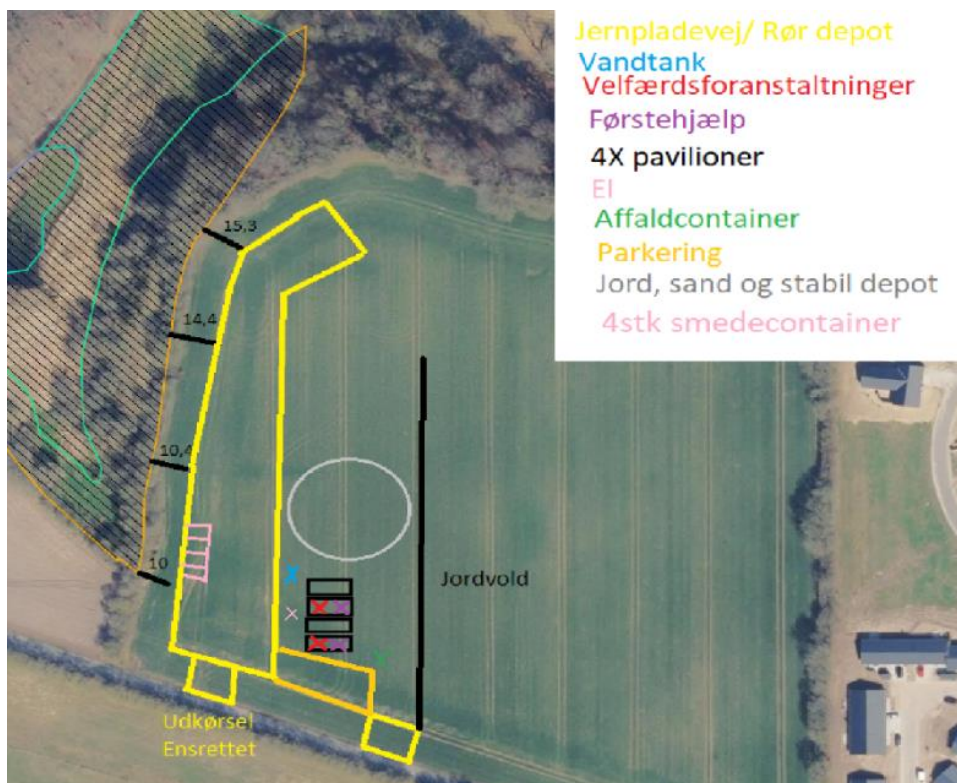 Jernpladevej/ Rør depot
Vandtank
Velfærdsforanstaltninger
Førstehjælp
4X pavilioner
El
Affaldcontainer
Parkering
Jord, sand og stabil depot
4stk smedecontainer
15,3
14,4
10,4
10
Jordvold
Udkørsel
Ensrettet